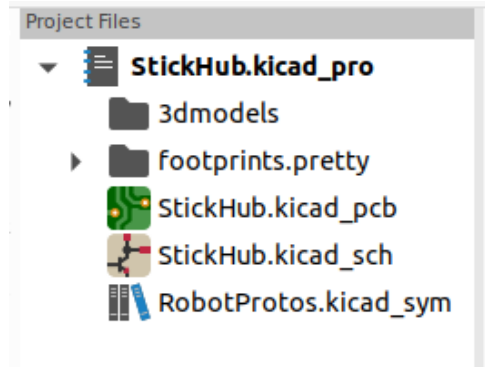 Project Files
StickHub.kicad_pro
3dmodels
footprints.pretty
StickHub.kicad_pcb
StickHub.kicad_sch
RobotProtos.kicad_sym